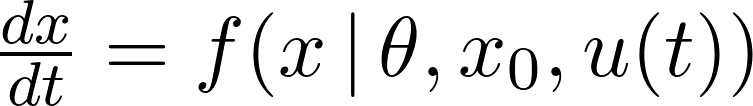 dx/dt = f(x | θ, x₀, u(t))